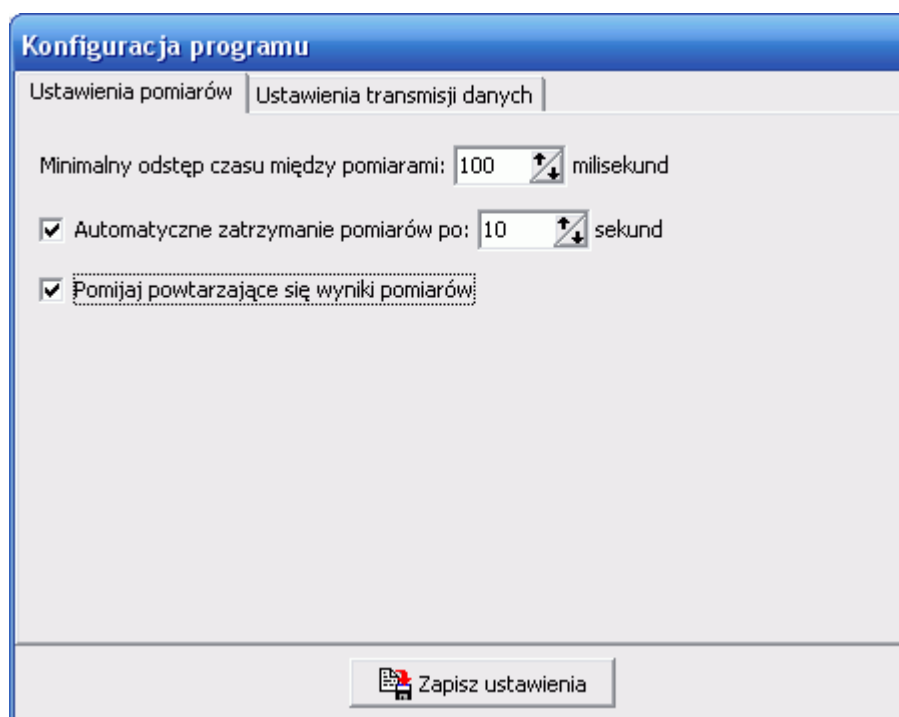 Konfiguracja programu
Ustawienia pomiarów Ustawienia transmisji danych
Minimalny odstęp czasu między pomiarami: 100 milisekund
Automatyczne zatrzymanie pomiarów po: 10 sekund
Pomijaj powtarzające się wyniki pomiarów
Zapisz ustawienia